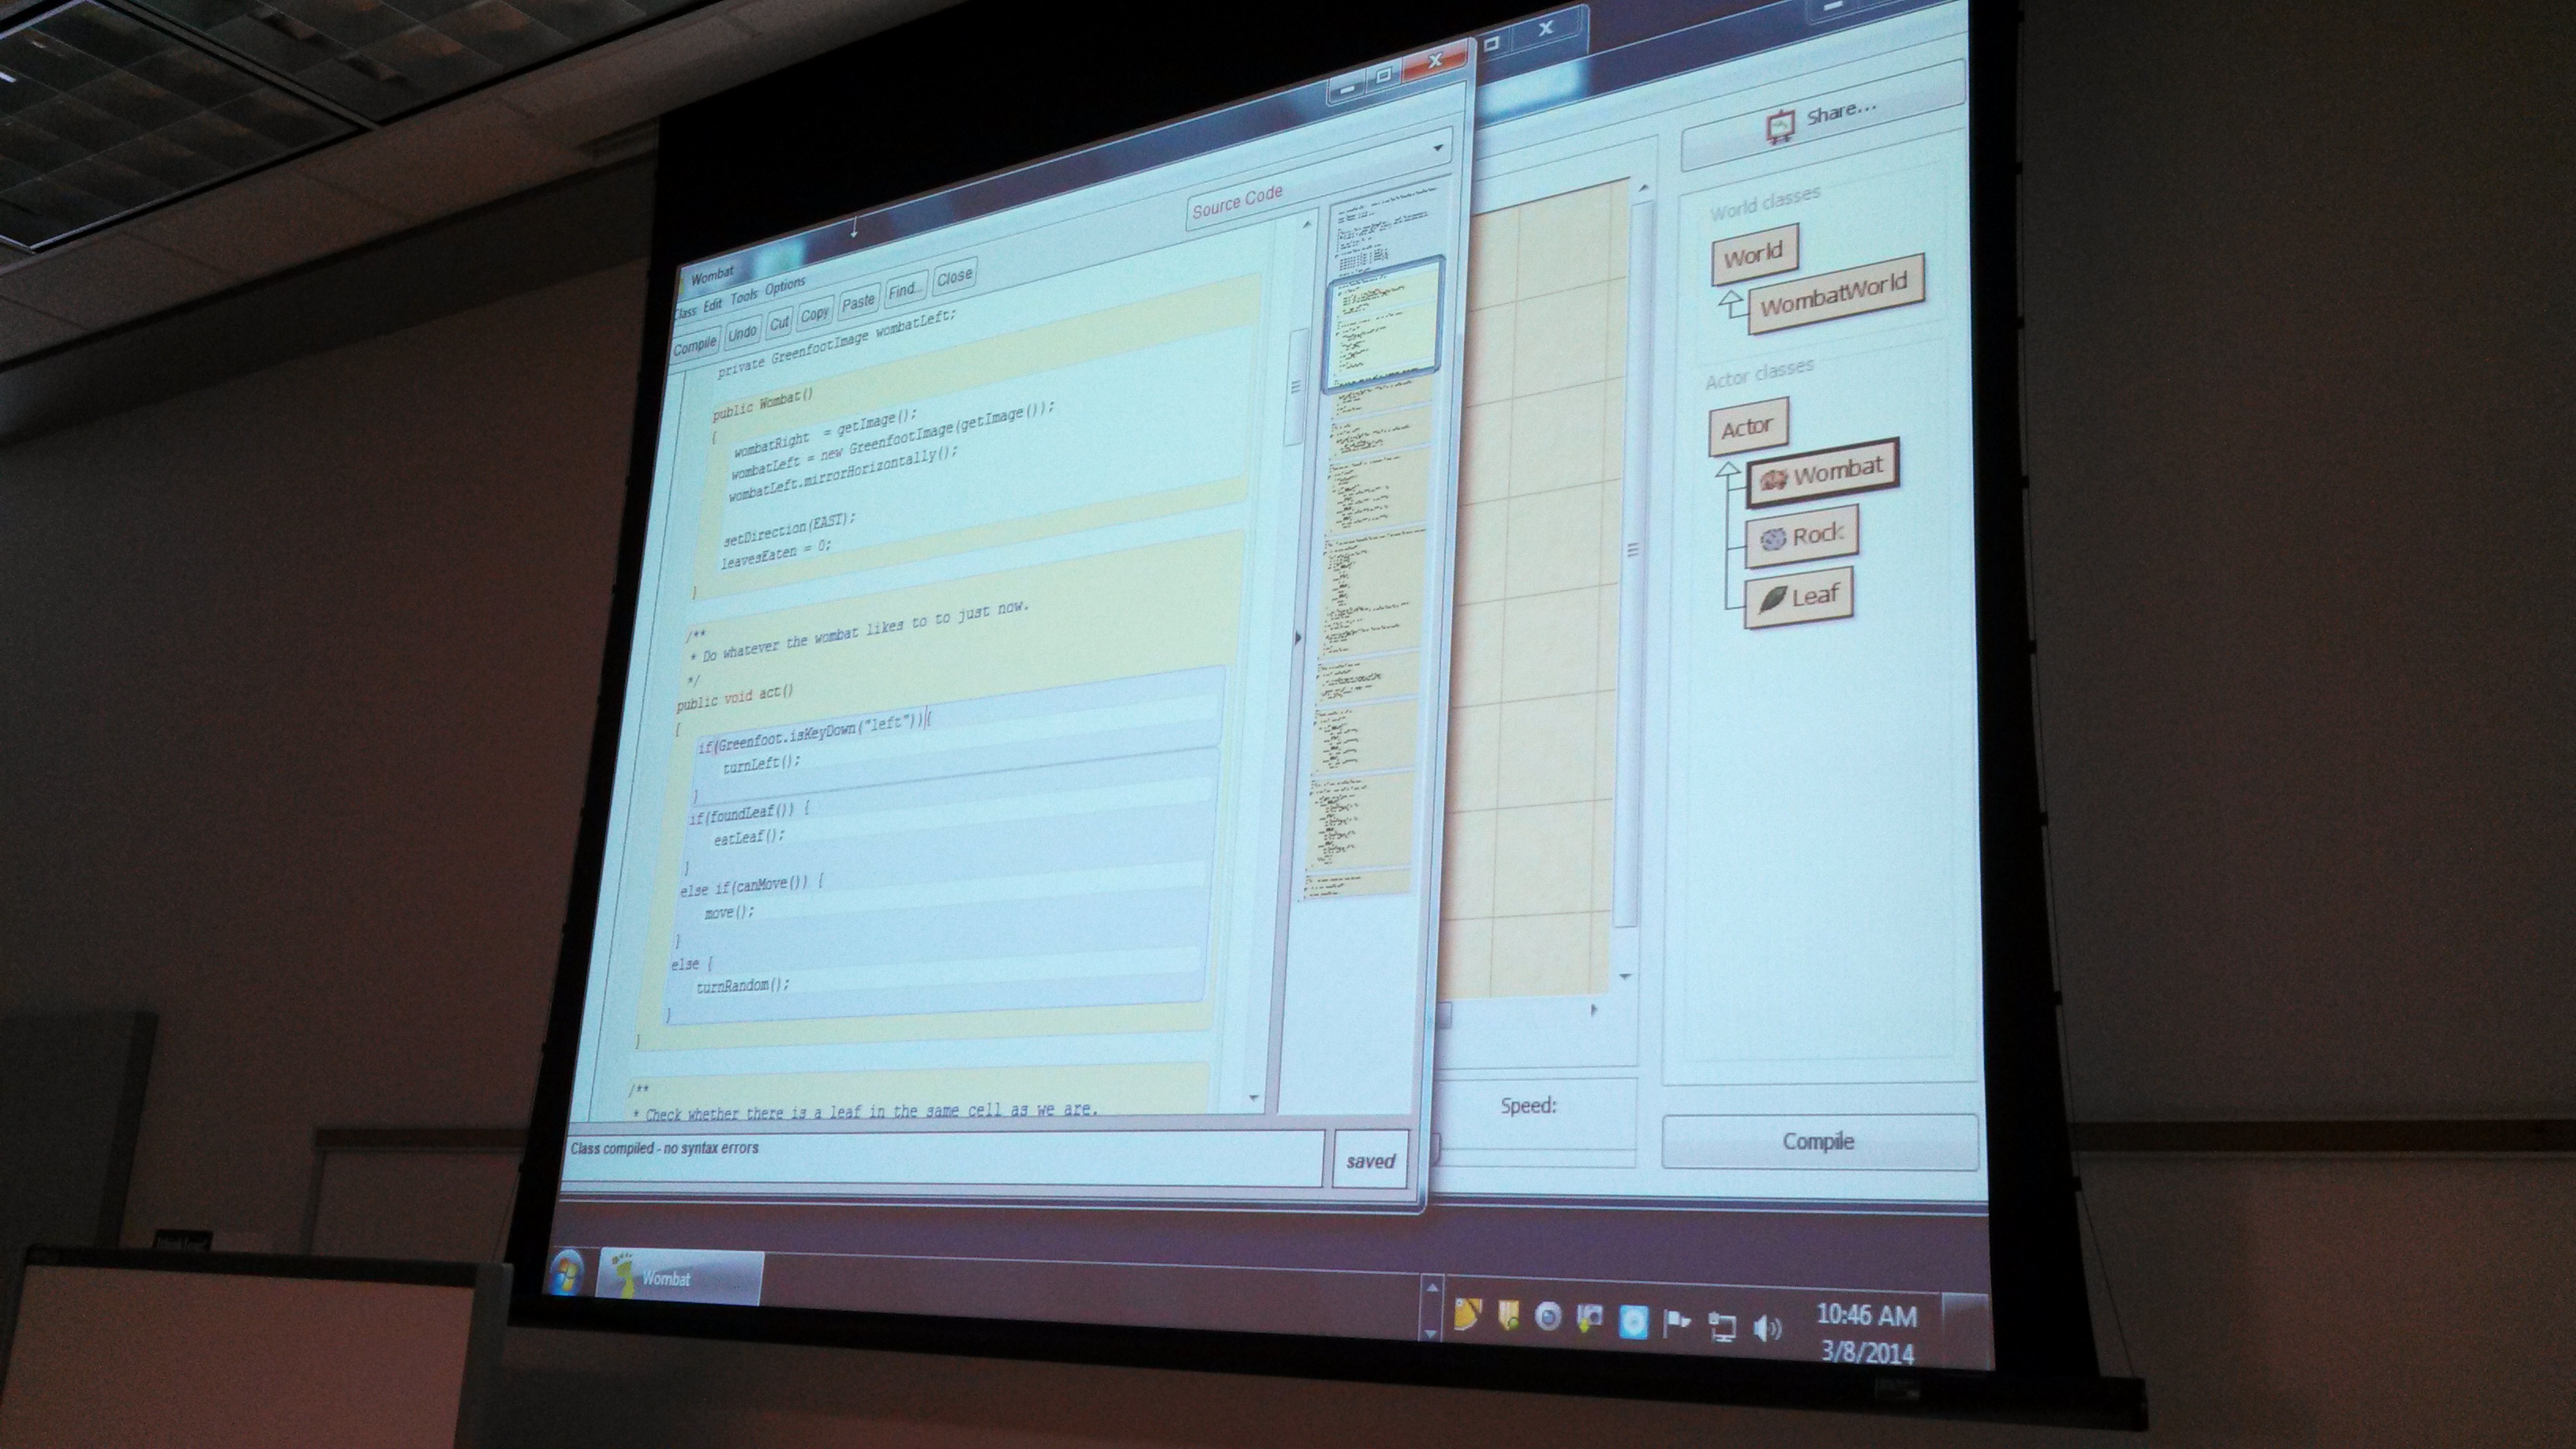 Wombat
Class Edit Tools Options
Compile Undo Cut Copy Paste Find... Close
Source Code
private GreenfootImage wombatLeft;
public Wombat()
{
wombatRight = getImage();
wombatLeft = new GreenfootImage(getImage());
wombatLeft.mirrorHorizontally();
setDirection(EAST);
leavesEaten = 0;
}
/**
* Do whatever the wombat likes to to just now.
*/
public void act()
{
if(Greenfoot.isKeyDown("left")){
turnLeft();
}
if(foundLeaf()) {
eatLeaf();
}
else if(canMove()) {
move();
}
else {
turnRandom();
}
}
/**
* Check whether there is a leaf in the same cell as we are.
Class compiled - no syntax errors
saved
Share...
World classes
World
WombatWorld
Actor classes
Actor
Wombat
Rock
Leaf
Speed:
Compile
Wombat
10:46 AM
3/8/2014